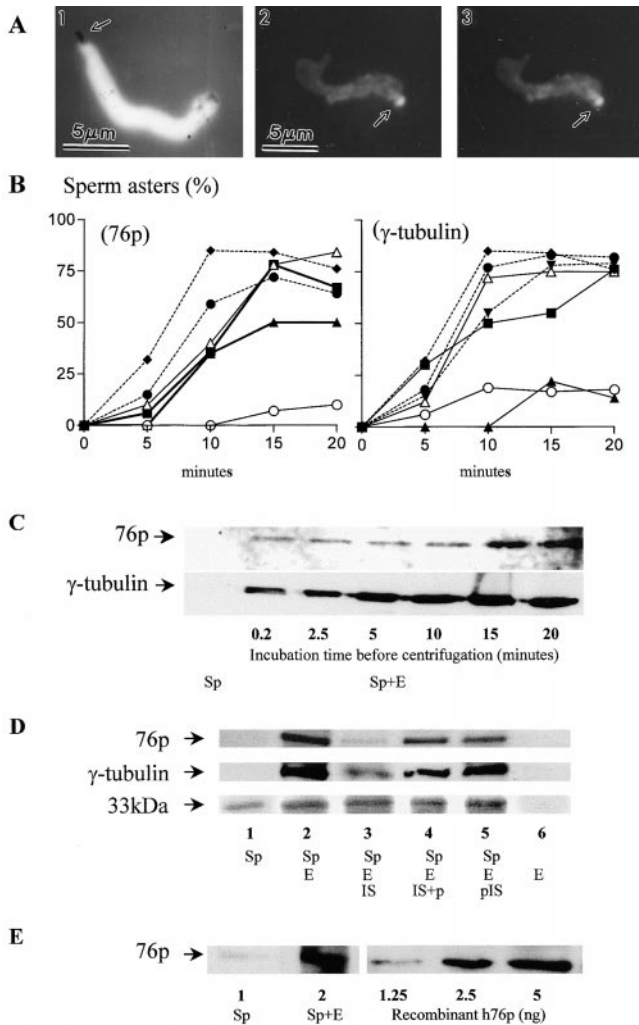 A
1
5μm
2
5μm
3
B
Sperm asters (%)
(76p)
(γ-tubulin)
100
75
50
25
0
0 5 10 15 20
minutes
0 5 10 15 20
minutes
C
76p
γ-tubulin
0.2 2.5 5 10 15 20
Incubation time before centrifugation (minutes)
Sp Sp+E
D
76p
γ-tubulin
33kDa
1 2 3 4 5 6
Sp Sp Sp Sp Sp
E E E E E
IS IS+p pIS
E
76p
1 2 1.25 2.5 5
Sp Sp+E Recombinant h76p (ng)